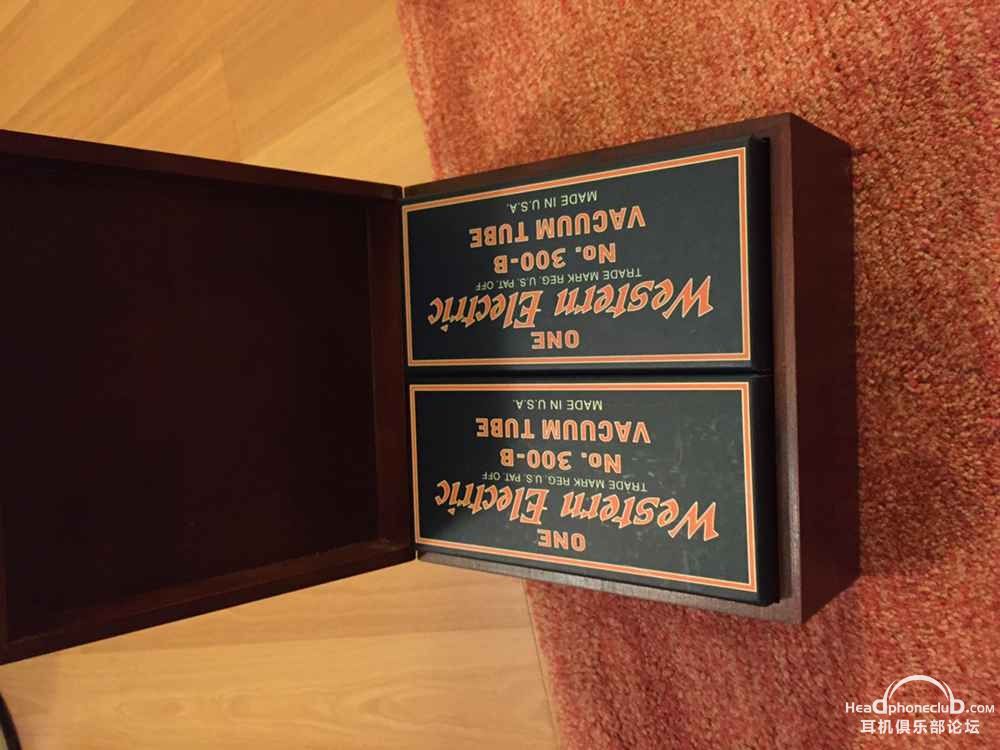 ONE
Western Electric
TRADE MARK REG. U.S. PAT. OFF
No. 300-B
VACUUM TUBE
MADE IN U.S.A.
ONE
Western Electric
TRADE MARK REG. U.S. PAT. OFF
No. 300-B
VACUUM TUBE
MADE IN U.S.A.
Headphoneclub.com
耳机俱乐部论坛